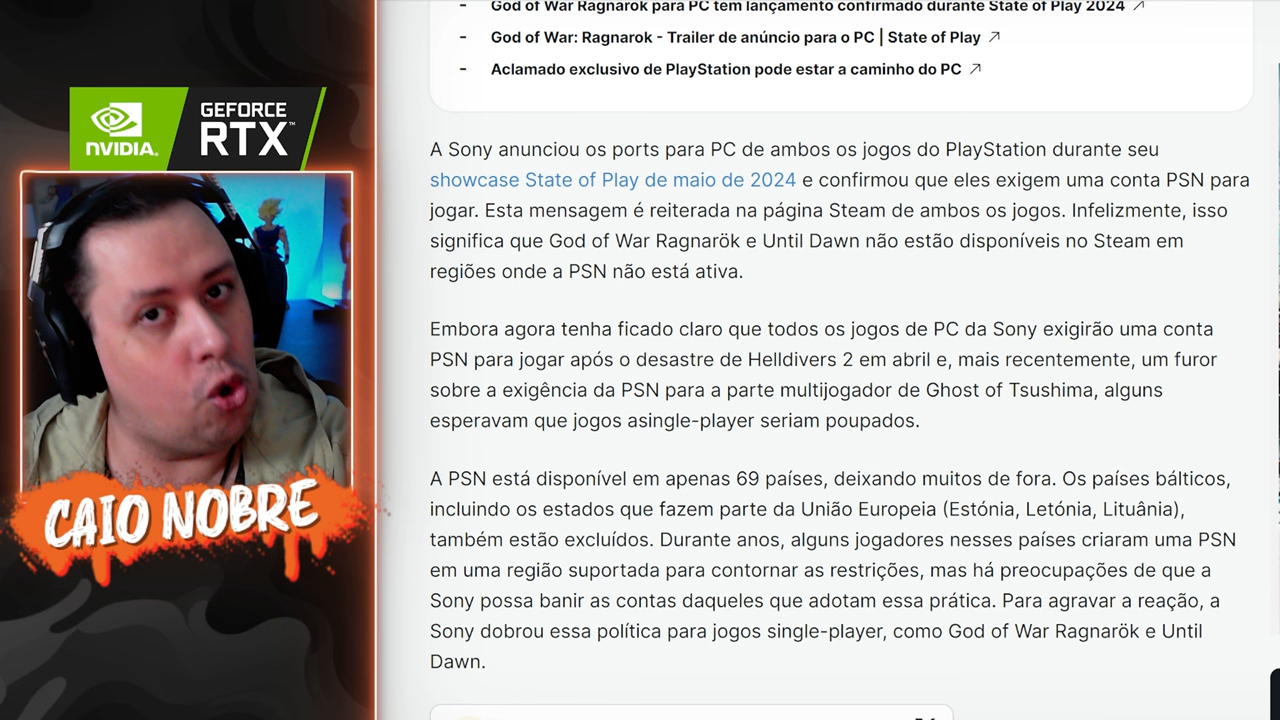 God of War Ragnarok para PC tem lançamento confirmado durante State of Play 2024
God of War: Ragnarok - Trailer de anúncio para o PC | State of Play
Aclamado exclusivo de PlayStation pode estar a caminho do PC
NVIDIA.
GEFORCE
RTX™
CAIO NOBRE
A Sony anunciou os ports para PC de ambos os jogos do PlayStation durante seu
showcase State of Play de maio de 2024 e confirmou que eles exigem uma conta PSN para
jogar. Esta mensagem é reiterada na página Steam de ambos os jogos. Infelizmente, isso
significa que God of War Ragnarök e Until Dawn não estão disponíveis no Steam em
regiões onde a PSN não está ativa.
Embora agora tenha ficado claro que todos os jogos de PC da Sony exigirão uma conta
PSN para jogar após o desastre de Helldivers 2 em abril e, mais recentemente, um furor
sobre a exigência da PSN para a parte multijogador de Ghost of Tsushima, alguns
esperavam que jogos asingle-player seriam poupados.
A PSN está disponível em apenas 69 países, deixando muitos de fora. Os países bálticos,
incluindo os estados que fazem parte da União Europeia (Estónia, Letónia, Lituânia),
também estão excluídos. Durante anos, alguns jogadores nesses países criaram uma PSN
em uma região suportada para contornar as restrições, mas há preocupações de que a
Sony possa banir as contas daqueles que adotam essa prática. Para agravar a reação, a
Sony dobrou essa política para jogos single-player, como God of War Ragnarök e Until
Dawn.